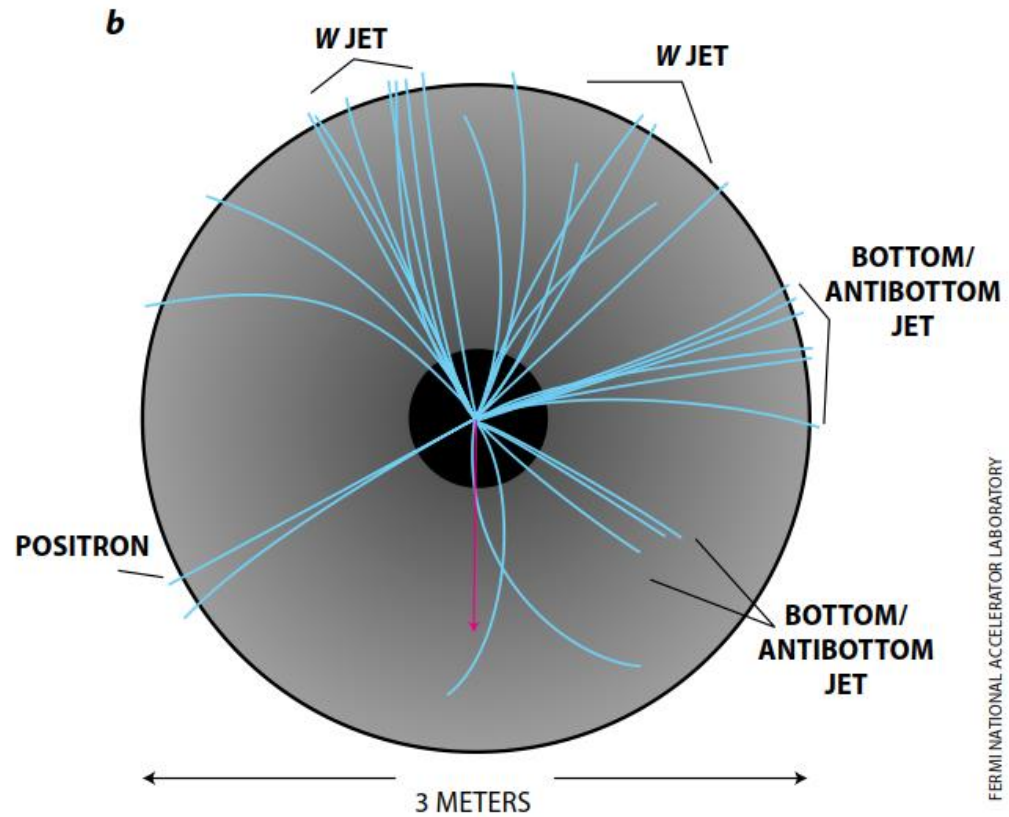 b
W JET
W JET
BOTTOM/
ANTIBOTTOM
JET
POSITRON
BOTTOM/
ANTIBOTTOM
JET
3 METERS
FERMI NATIONAL ACCELERATOR LABORATORY